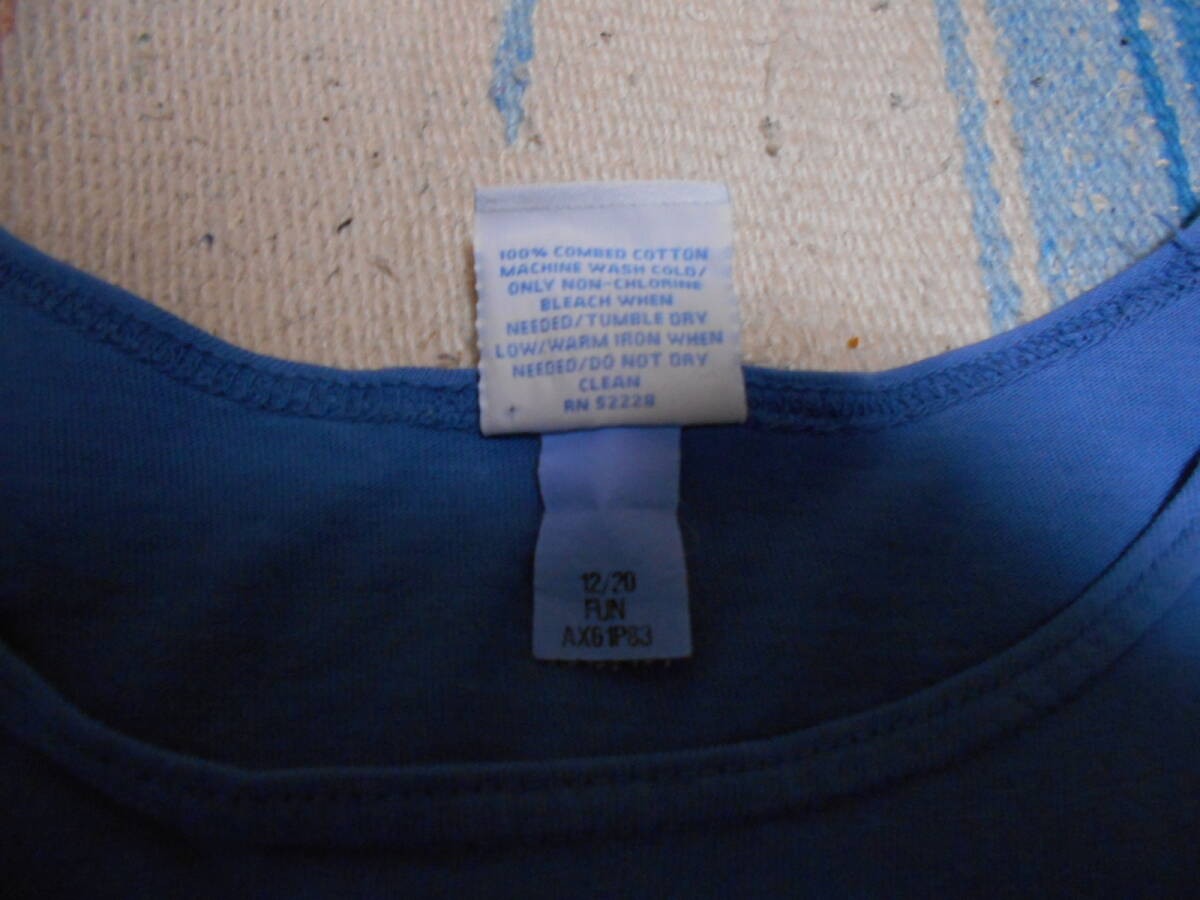 100% COMBED COTTON
MACHINE WASH COLD/
ONLY NON-CHLORINE
BLEACH WHEN
NEEDED/TUMBLE DRY
LOW/WARM IRON WHEN
NEEDED/DO NOT DRY
CLEAN
RN 52228
12/20
FUN
AX61P83